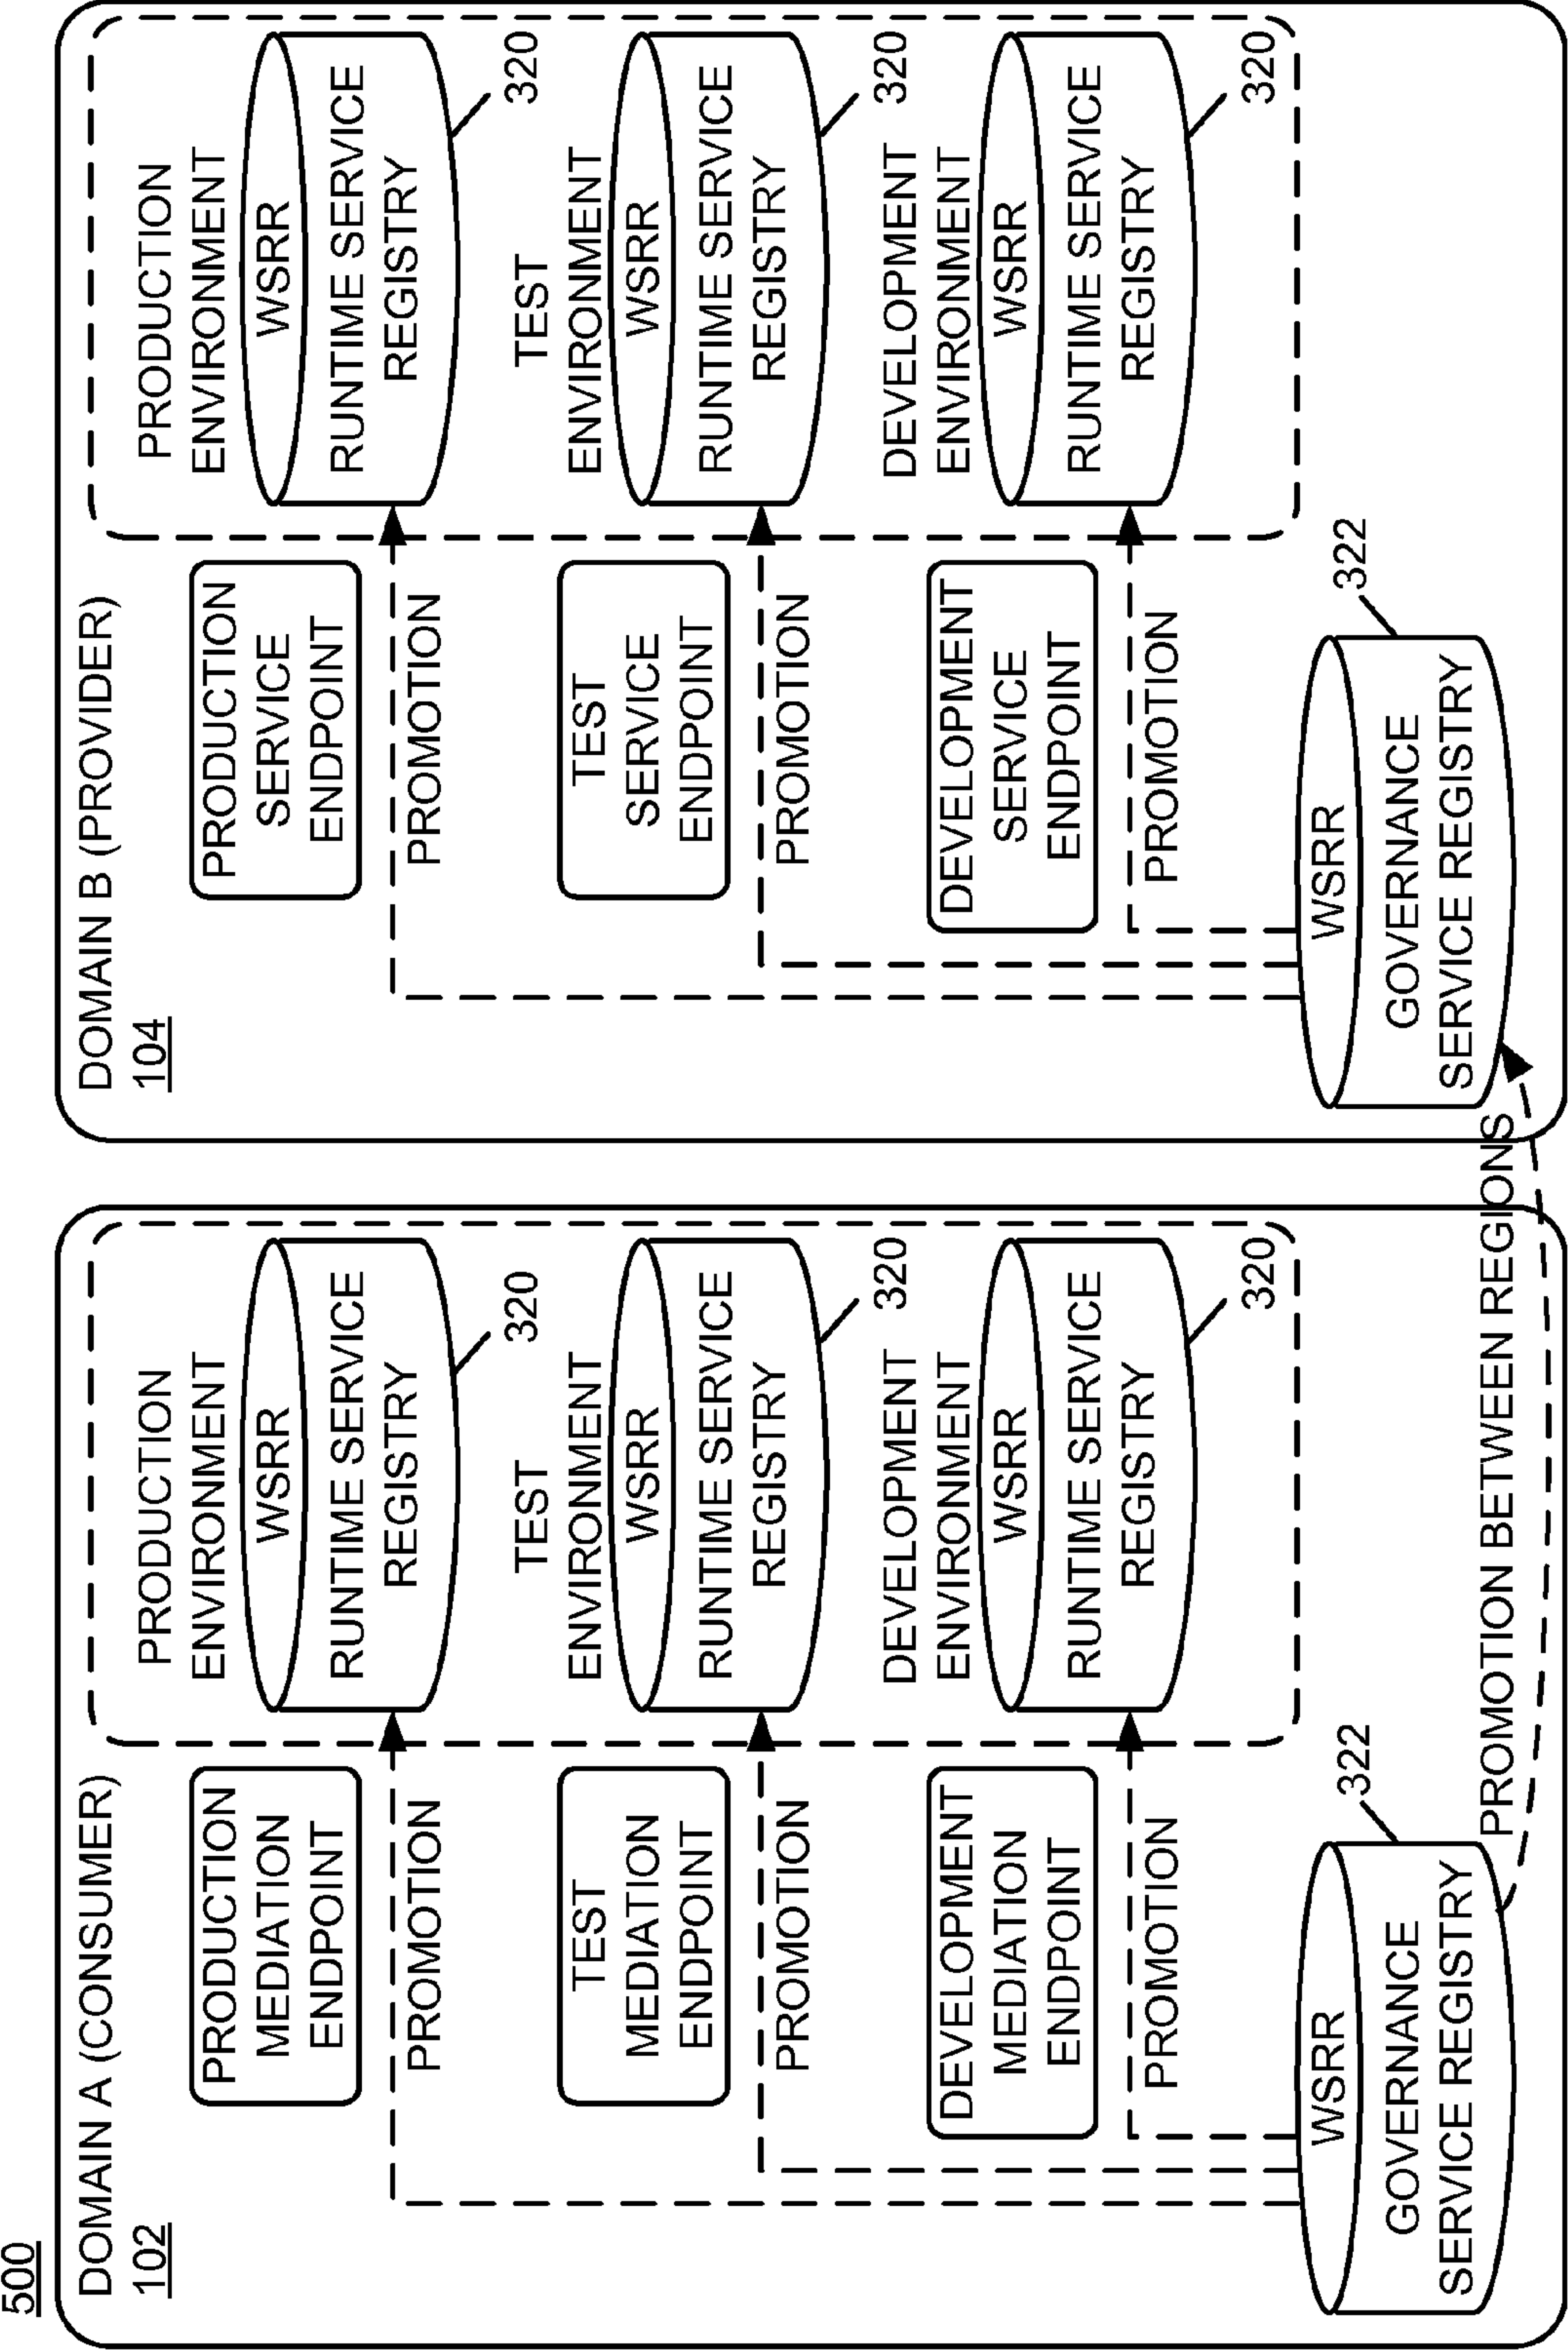 500
DOMAIN A (CONSUMER)
102
PRODUCTION
MEDIATION
ENDPOINT
PROMOTION
PRODUCTION
ENVIRONMENT
WSRR
RUNTIME SERVICE
REGISTRY
320
TEST
MEDIATION
ENDPOINT
PROMOTION
TEST
ENVIRONMENT
WSRR
RUNTIME SERVICE
REGISTRY
320
DEVELOPMENT
MEDIATION
ENDPOINT
PROMOTION
DEVELOPMENT
ENVIRONMENT
WSRR
RUNTIME SERVICE
REGISTRY
320
WSRR
GOVERNANCE
SERVICE REGISTRY
322
PROMOTION BETWEEN REGIONS
DOMAIN B (PROVIDER)
104
PRODUCTION
SERVICE
ENDPOINT
PROMOTION
PRODUCTION
ENVIRONMENT
WSRR
RUNTIME SERVICE
REGISTRY
320
TEST
SERVICE
ENDPOINT
PROMOTION
TEST
ENVIRONMENT
WSRR
RUNTIME SERVICE
REGISTRY
320
DEVELOPMENT
SERVICE
ENDPOINT
PROMOTION
DEVELOPMENT
ENVIRONMENT
WSRR
RUNTIME SERVICE
REGISTRY
320
WSRR
GOVERNANCE
SERVICE REGISTRY
322